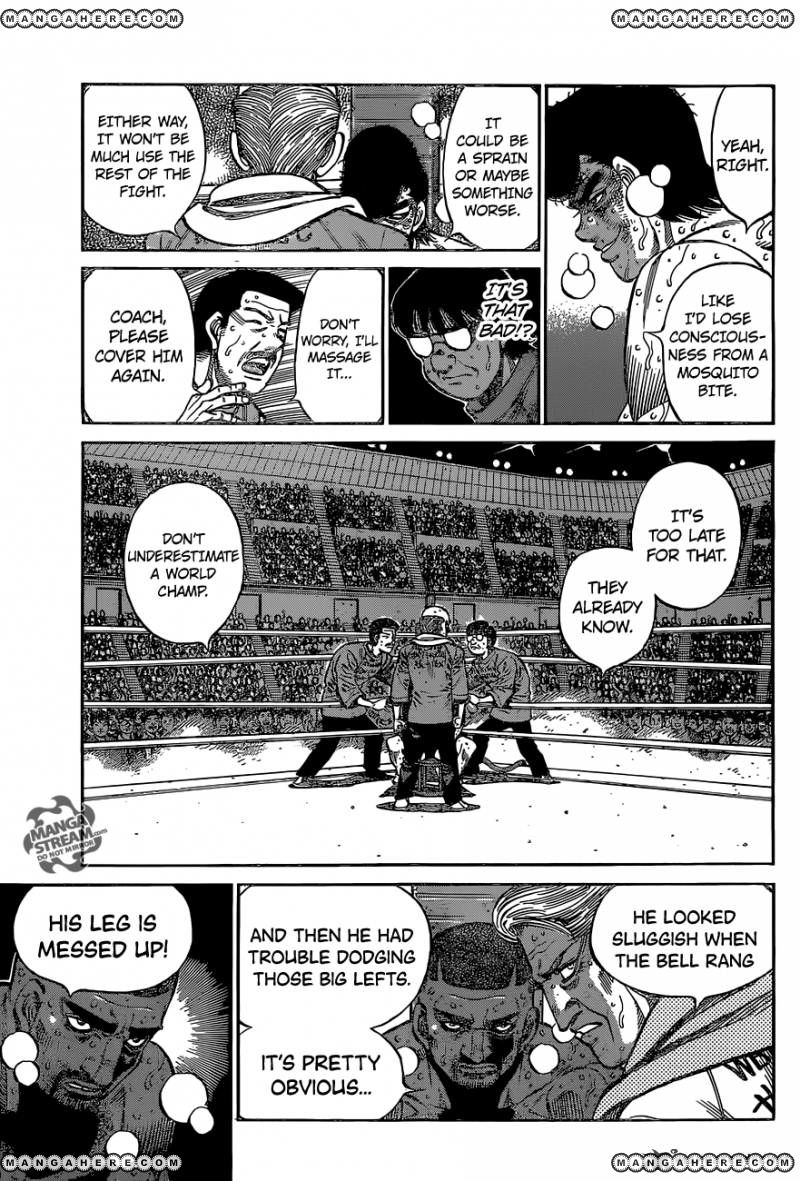 MANGAHERE.COM
MANGAHERE.COM
YEAH,
RIGHT.
LIKE
I'D LOSE
CONSCIOUS-
NESS FROM A
MOSQUITO
BITE.
IT
COULD BE
A SPRAIN
OR MAYBE
SOMETHING
WORSE.
EITHER WAY,
IT WON'T BE
MUCH USE THE
REST OF THE
FIGHT.
IT'S
THAT
BAD!?
DON'T
WORRY, I'LL
MASSAGE
IT...
COACH,
PLEASE
COVER HIM
AGAIN.
IT'S
TOO LATE
FOR THAT.
THEY
ALREADY
KNOW.
DON'T
UNDERESTIMATE
A WORLD
CHAMP.
MANGA
STREAM.com
DO NOT MIRROR!
HE LOOKED
SLUGGISH WHEN
THE BELL RANG
AND THEN HE HAD
TROUBLE DODGING
THOSE BIG LEFTS.
IT'S PRETTY
OBVIOUS...
HIS LEG IS
MESSED UP!
MANGAHERE.COM
MANGAHERE.COM